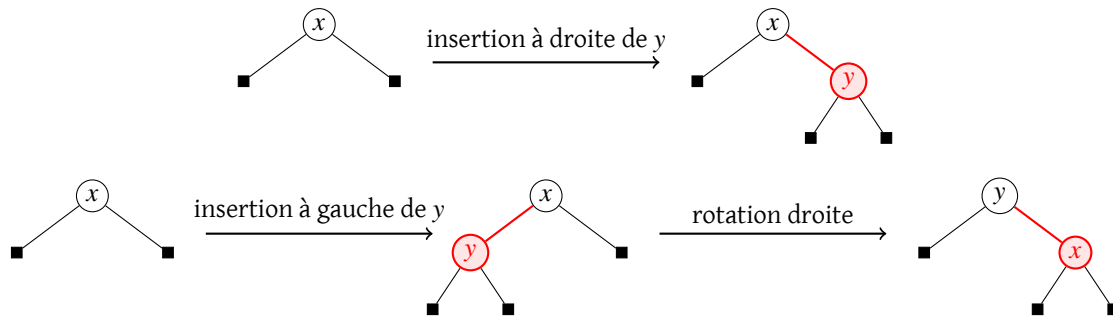 x
insertion à droite de y
x
y
x
insertion à gauche de y
x
y
rotation droite
y
x